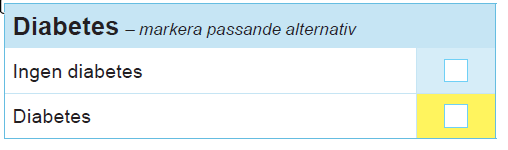 Diabetes – markera passande alternativ
Ingen diabetes
Diabetes